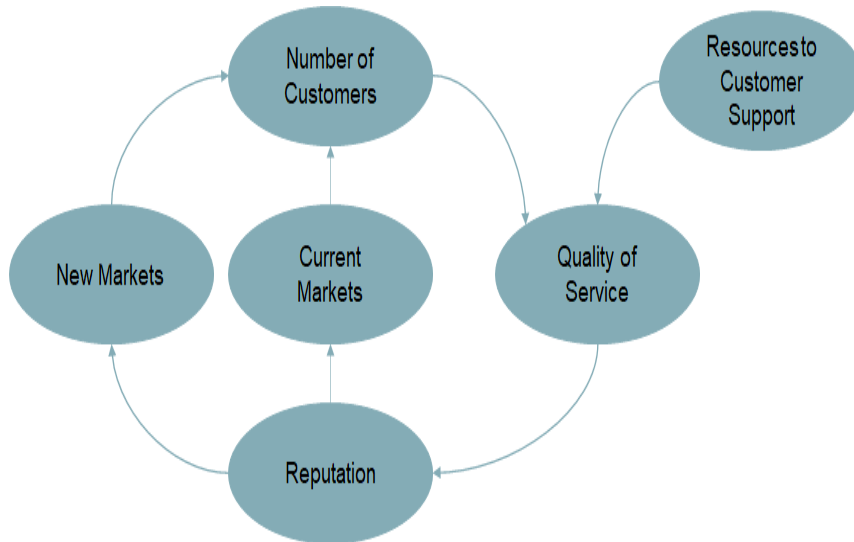 Number of
Customers
Resources to
Customer
Support
New Markets
Current
Markets
Quality of
Service
Reputation